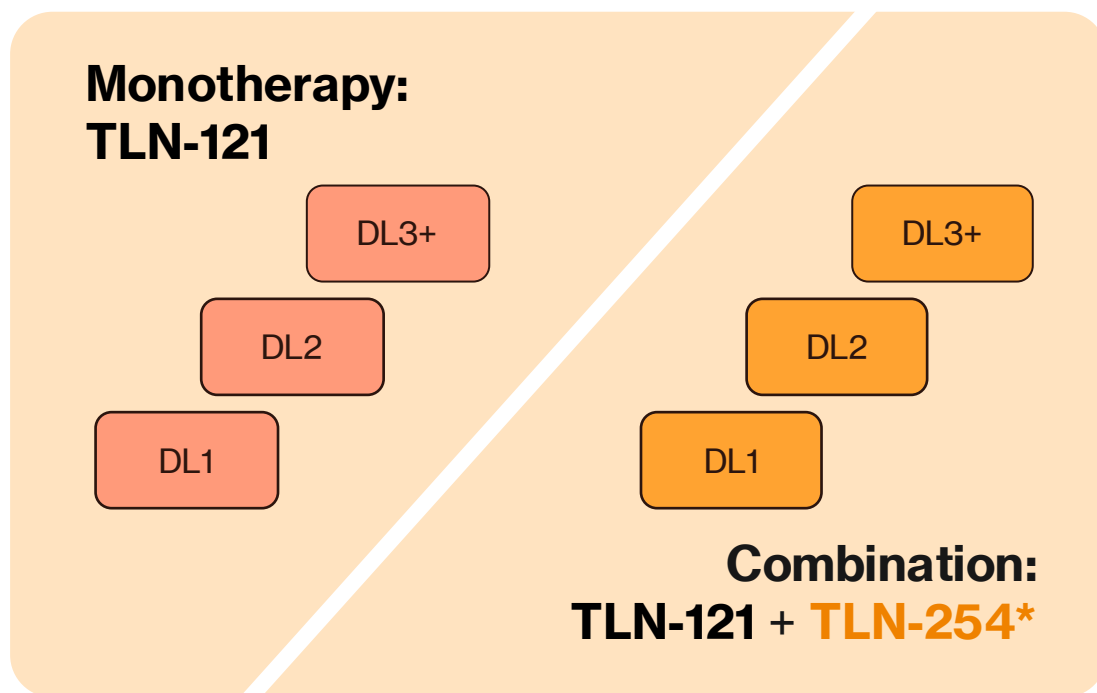 Monotherapy:
TLN-121
DL3+
DL2
DL1
DL3+
DL2
DL1
Combination:
TLN-121 + TLN-254*